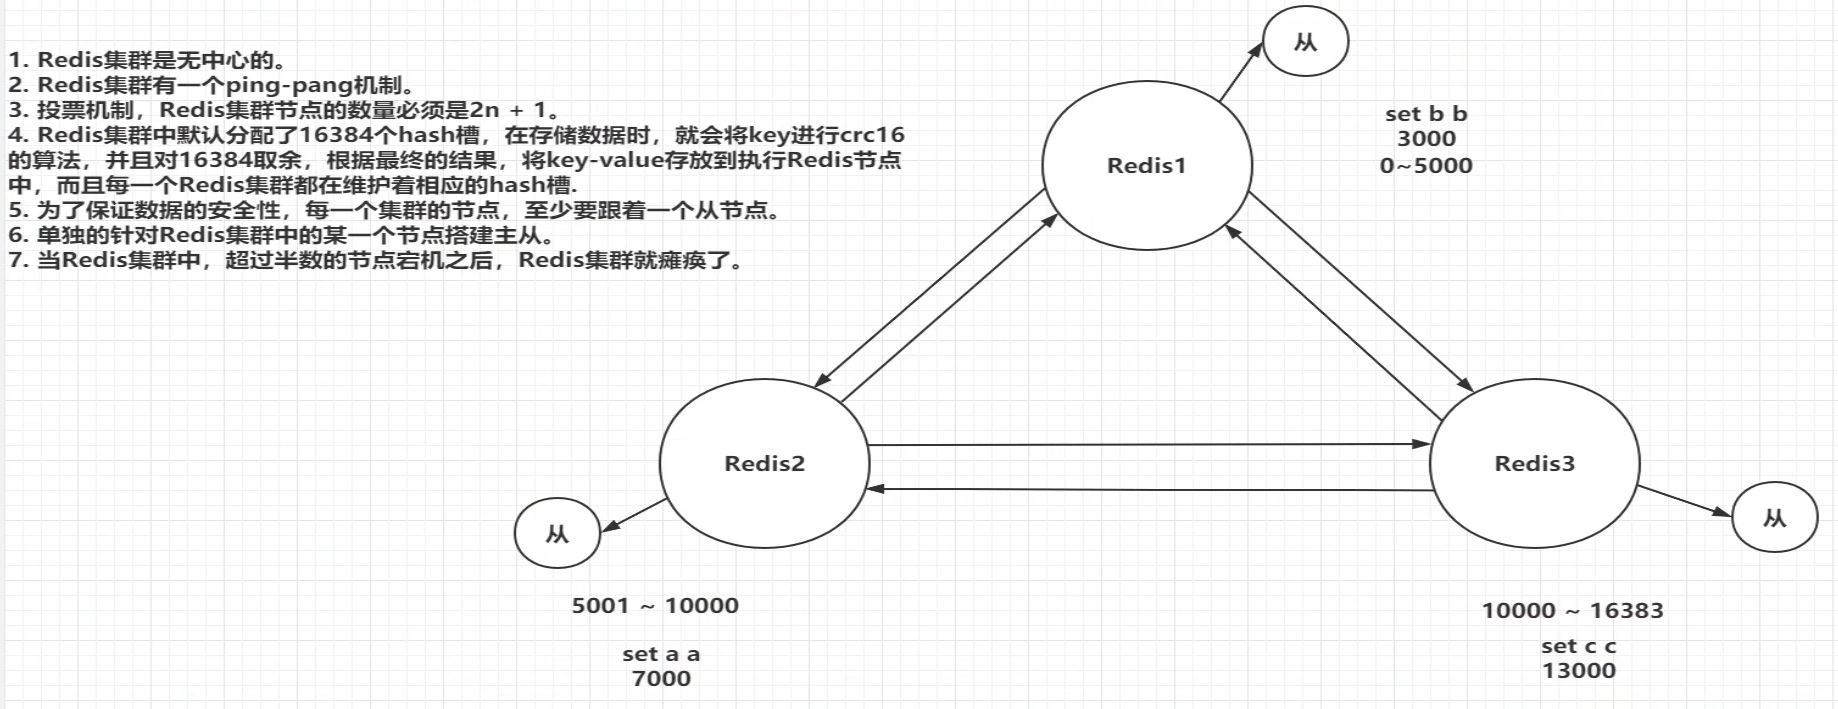 1. Redis集群是无中心的。
2. Redis集群有一个ping-pang机制。
3. 投票机制，Redis集群节点的数量必须是2n + 1。
4. Redis集群中默认分配了16384个hash槽，在存储数据时，就会将key进行crc16
的算法，并且对16384取余，根据最终的结果，将key-value存放到执行Redis节点
中，而且每一个Redis集群都在维护着相应的hash槽.
5. 为了保证数据的安全性，每一个集群的节点，至少要跟着一个从节点。
6. 单独的针对Redis集群中的某一个节点搭建主从。
7. 当Redis集群中，超过半数的节点宕机之后，Redis集群就瘫痪了。
从
Redis1
set b b
3000
0~5000
Redis2
从
5001 ~ 10000
set a a
7000
Redis3
从
10000 ~ 16383
set c c
13000